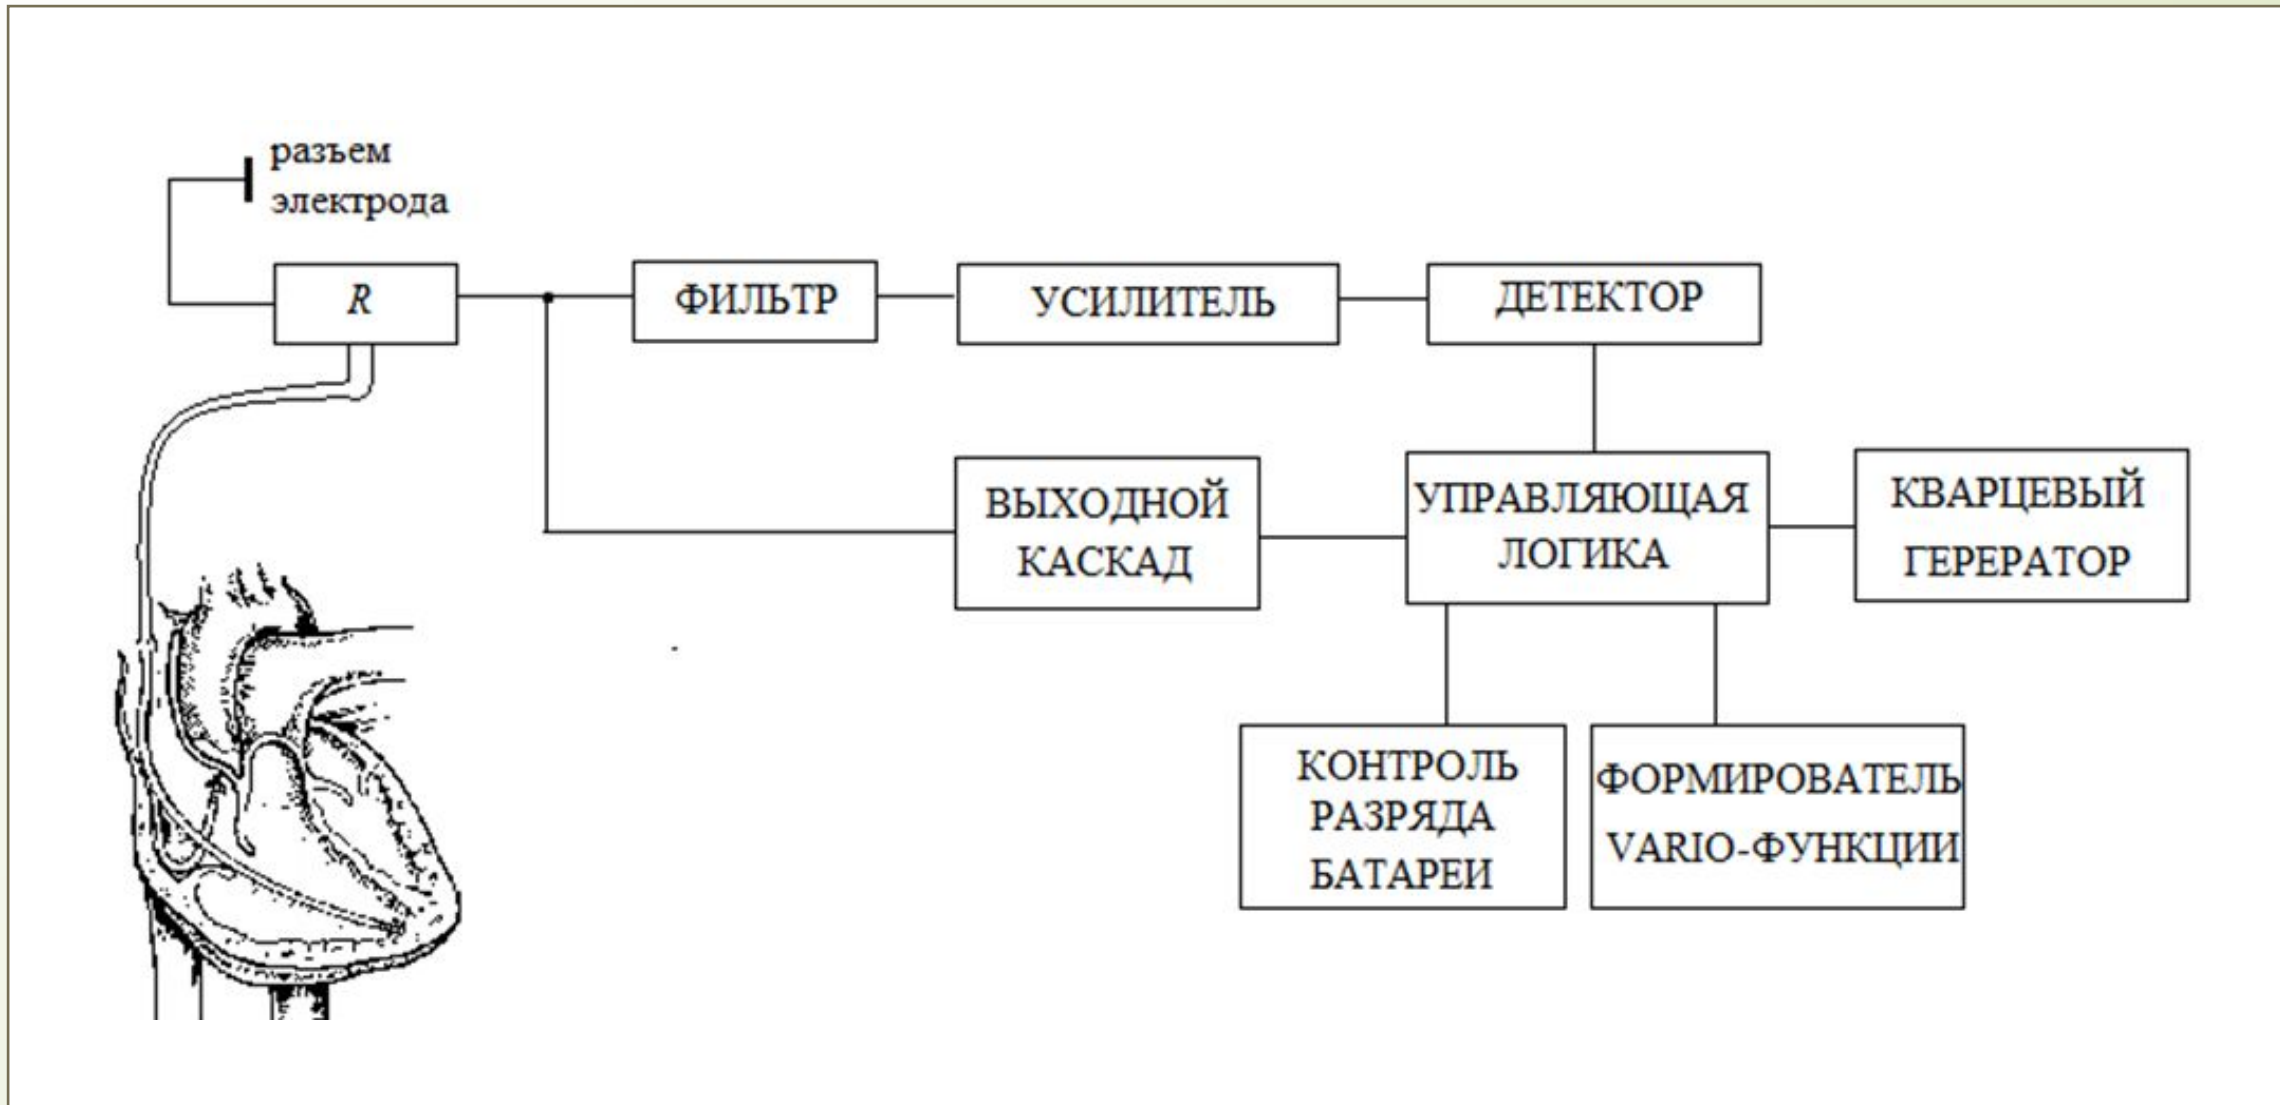 разъем
электрода
R
ФИЛЬТР
УСИЛИТЕЛЬ
ДЕТЕКТОР
ВЫХОДНОЙ
КАСКАД
УПРАВЛЯЮЩАЯ
ЛОГИКА
КВАРЦЕВЫЙ
ГЕРЕРАТОР
КОНТРОЛЬ
РАЗРЯДА
БАТАРЕИ
ФОРМИРОВАТЕЛЬ
VARIO-ФУНКЦИИ